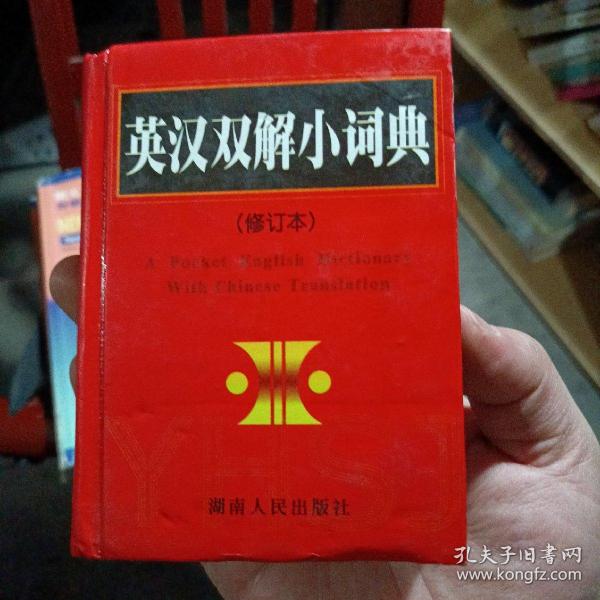 英汉双解小词典
(修订本)
A Pocket English Dictionary
With Chinese Translation
YHSJ
湖南人民出版社
孔夫子旧书网
www.kongfz.com